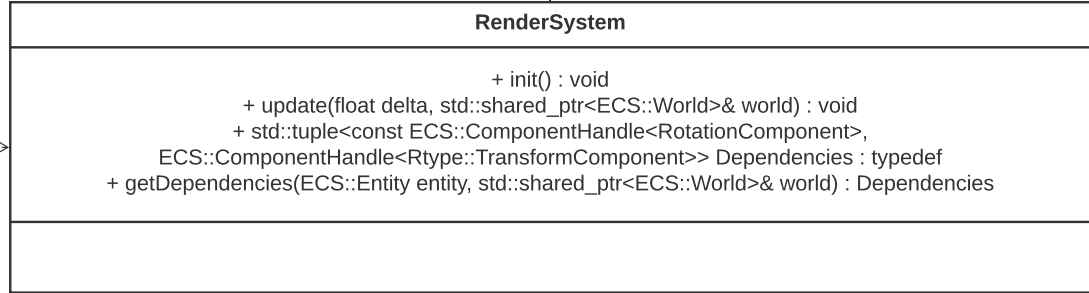 RenderSystem
+ init() : void
+ update(float delta, std::shared_ptr<ECS::World>& world) : void
+ std::tuple<const ECS::ComponentHandle<RotationComponent>,
ECS::ComponentHandle<Rtype::TransformComponent>> Dependencies : typedef
+ getDependencies(ECS::Entity entity, std::shared_ptr<ECS::World>& world) : Dependencies